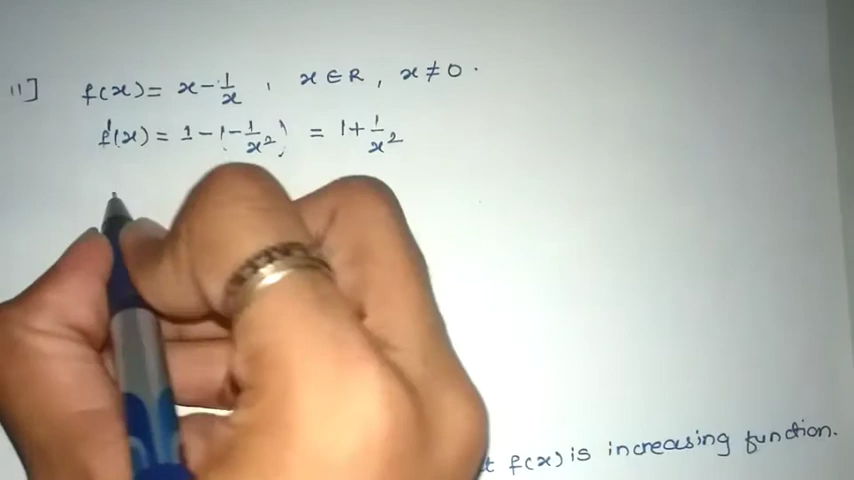 11] f(x) = x - 1/x , x ∈ R , x ≠ 0 .
f'(x) = 1 - (-1/x²) = 1 + 1/x²
f(x) is increasing function.